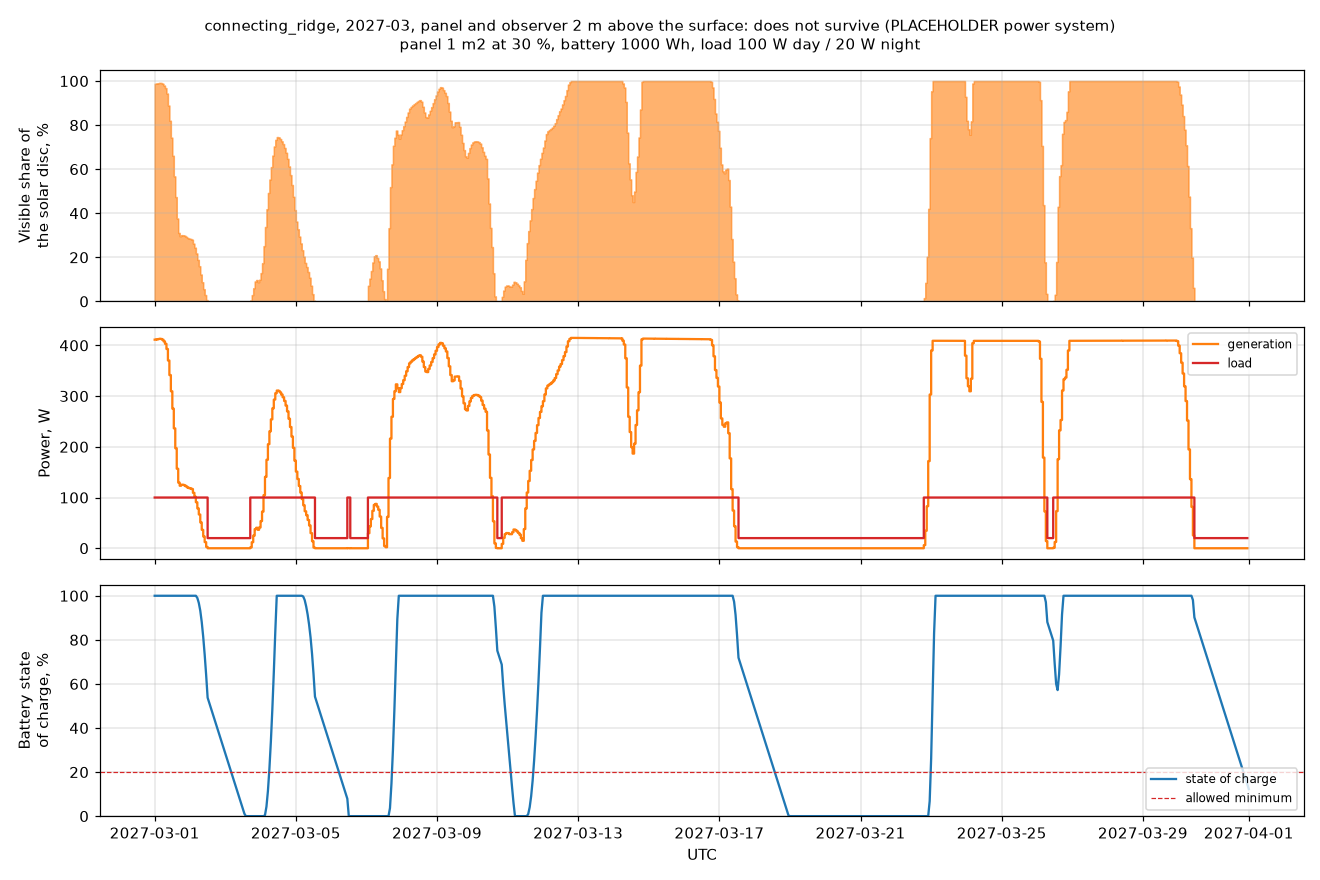 connecting_ridge, 2027-03, panel and observer 2 m above the surface: does not survive (PLACEHOLDER power system)
panel 1 m2 at 30 %, battery 1000 Wh, load 100 W day / 20 W night
Visible share of
the solar disc, %
100
80
60
40
20
0
Power, W
400
300
200
100
0
generation
load
Battery state
of charge, %
100
80
60
40
20
0
state of charge
allowed minimum
2027-03-01 2027-03-05 2027-03-09 2027-03-13 2027-03-17 2027-03-21 2027-03-25 2027-03-29 2027-04-01
UTC